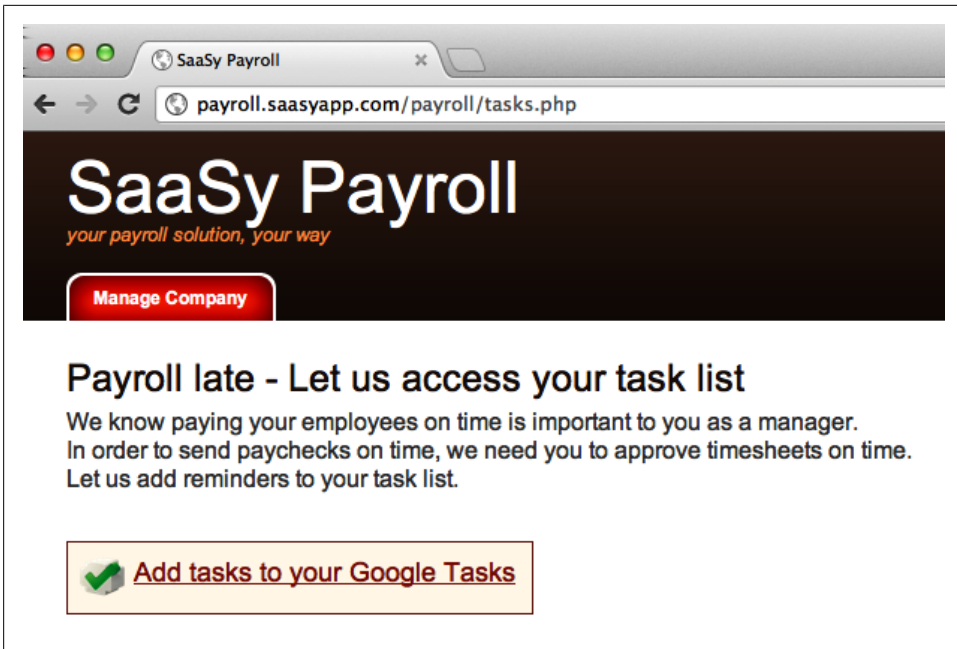 SaaSy Payroll
payroll.saasyapp.com/payroll/tasks.php
SaaSy Payroll
your payroll solution, your way
Manage Company
Payroll late - Let us access your task list
We know paying your employees on time is important to you as a manager.
In order to send paychecks on time, we need you to approve timesheets on time.
Let us add reminders to your task list.
Add tasks to your Google Tasks